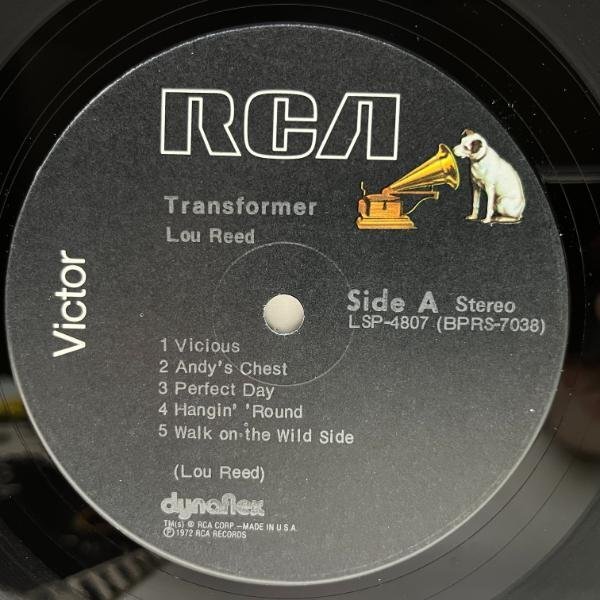 RCA
Transformer
Lou Reed
Victor
Side A Stereo
LSP-4807 (BPRS-7038)
1 Vicious
2 Andy's Chest
3 Perfect Day
4 Hangin' 'Round
5 Walk on the Wild Side
(Lou Reed)
dynaflex
TM(s) ® RCA CORP.—MADE IN U.S.A.
℗ 1972 RCA RECORDS